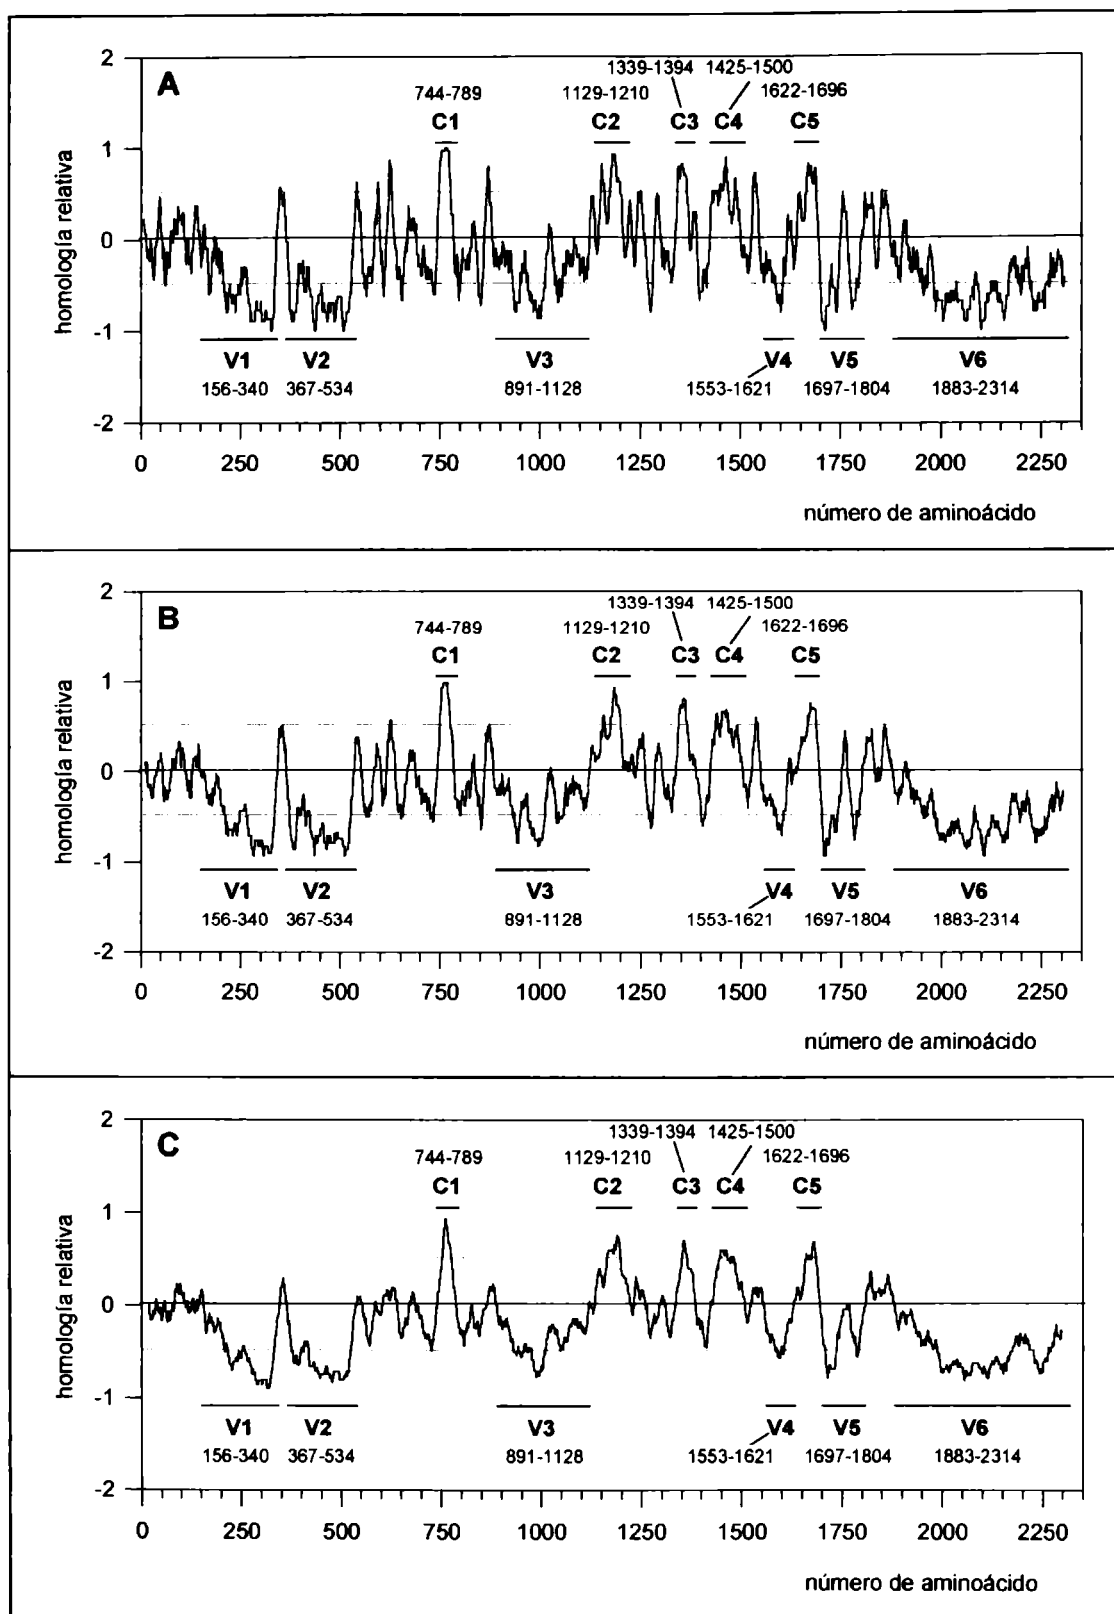 A
2
1
0
-1
-2
homología relativa
1339-1394 1425-1500
744-789 1129-1210 1622-1696
C1 C2 C3 C4 C5
V1 V2 V3 V4 V5 V6
156-340 367-534 891-1128 1553-1621 1697-1804 1883-2314
0 250 500 750 1000 1250 1500 1750 2000 2250
número de aminoácido
B
2
1
0
-1
-2
homología relativa
1339-1394 1425-1500
744-789 1129-1210 1622-1696
C1 C2 C3 C4 C5
V1 V2 V3 V4 V5 V6
156-340 367-534 891-1128 1553-1621 1697-1804 1883-2314
0 250 500 750 1000 1250 1500 1750 2000 2250
número de aminoácido
C
2
1
0
-1
-2
homología relativa
1339-1394 1425-1500
744-789 1129-1210 1622-1696
C1 C2 C3 C4 C5
V1 V2 V3 V4 V5 V6
156-340 367-534 891-1128 1553-1621 1697-1804 1883-2314
0 250 500 750 1000 1250 1500 1750 2000 2250
número de aminoácido